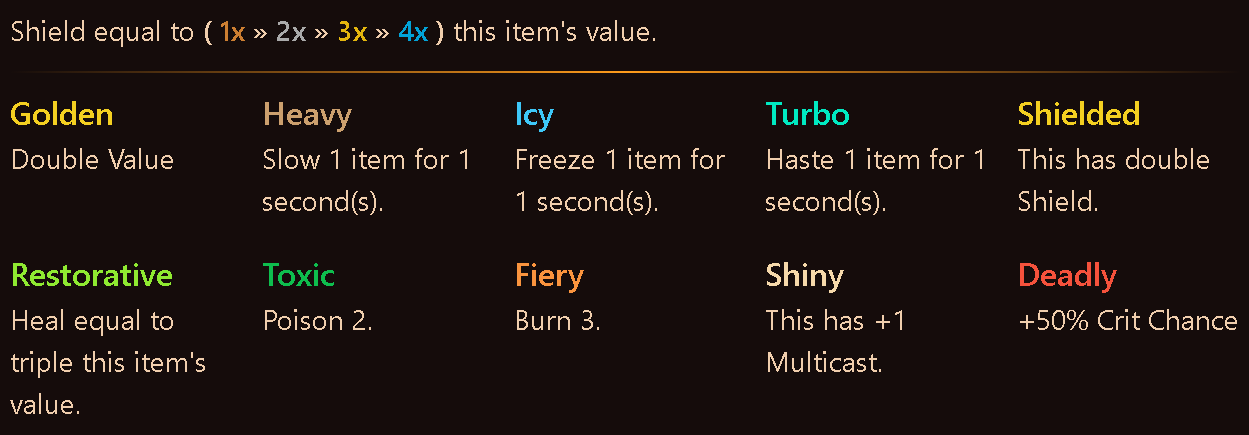 Shield equal to ( 1x » 2x » 3x » 4x ) this item's value.
Golden
Double Value
Heavy
Slow 1 item for 1
second(s).
Icy
Freeze 1 item for
1 second(s).
Turbo
Haste 1 item for 1
second(s).
Shielded
This has double
Shield.
Restorative
Heal equal to
triple this item's
value.
Toxic
Poison 2.
Fiery
Burn 3.
Shiny
This has +1
Multicast.
Deadly
+50% Crit Chance